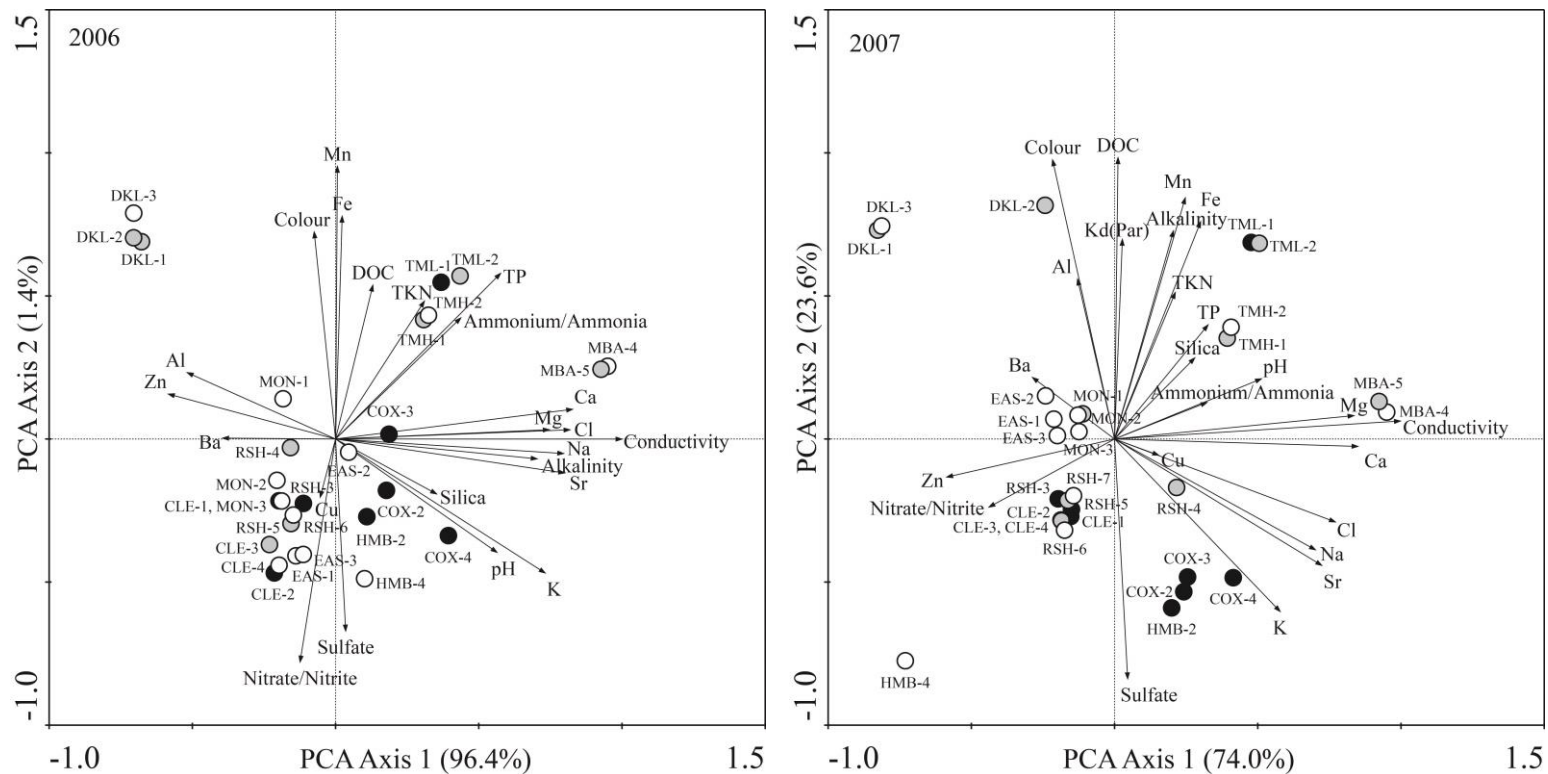 1.5
2006
Mn
DKL-3
Fe
Colour
DKL-2
DKL-1
DOC
TML-1
TML-2
TP
TKN
TMH-2
Ammonium/Ammonia
TMH-1
MBA-4
Al
MBA-5
Zn
MON-1
Ca
COX-3
Mg
Cl
Ba
Conductivity
Na
RSH-4
EAS-2
Alkalinity
Sr
MON-2
RSH-3
Silica
CLE-1, MON-3
Cu
COX-2
RSH-5
RSH-6
HMB-2
CLE-3
COX-4
EAS-3
CLE-4
EAS-1
pH
HMB-4
K
CLE-2
Sulfate
Nitrate/Nitrite
PCA Axis 2 (1.4%)
-1.0
-1.0
PCA Axis 1 (96.4%)
1.5
1.5
2007
Colour
DOC
Mn
DKL-3
DKL-2
Fe
Alkalinity
TML-1
Kd(Par)
DKL-1
TML-2
Al
TKN
TP
TMH-2
Silica
TMH-1
Ba
pH
MON-1
Ammonium/Ammonia
MBA-5
EAS-2
Mg
MBA-4
EAS-1
MON-2
Conductivity
EAS-3
MON-3
Cu
Ca
Zn
RSH-7
RSH-3
RSH-5
RSH-4
Nitrate/Nitrite
CLE-2
CLE-1
CLE-3, CLE-4
Cl
RSH-6
COX-3
Na
Sr
COX-2
COX-4
HMB-2
K
HMB-4
Sulfate
PCA Aixs 2 (23.6%)
-1.0
-1.0
PCA Axis 1 (74.0%)
1.5